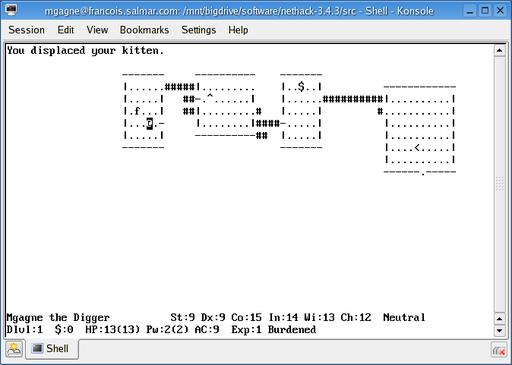 mgagne@francois.salmar.com: /mnt/bigdrive/software/nethack-3.4.3/src - Shell - Konsole
Session Edit View Bookmarks Settings Help
You displaced your kitten.
------- ---------- -------
|......#####|......... |..$..| ------------
|.....| ##-.^......| |.....##########|..........|
|.f...| ##|........# |.....| #|..........|
|...@.- |........|####-.....| |..........|
|.....| ----------## |.....| |..........|
------- ------- |....<.....|
|..........|
------.-----
Mgagne the Digger St:9 Dx:9 Co:15 In:14 Wi:13 Ch:12 Neutral
Dlvl:1 $:0 HP:13(13) Pw:2(2) AC:9 Exp:1 Burdened
Shell